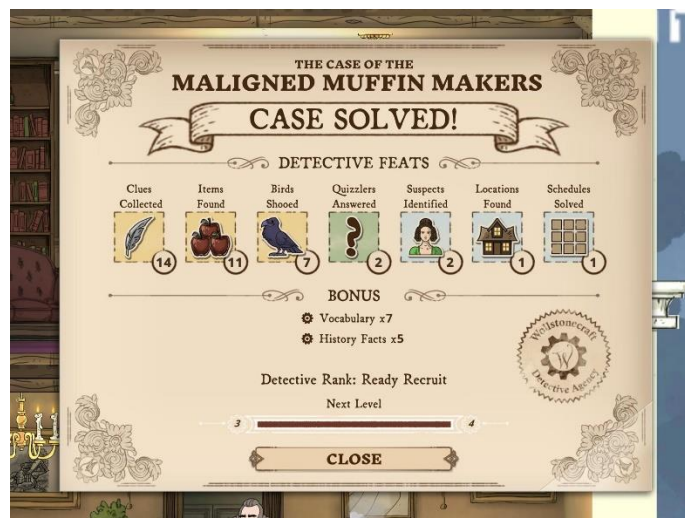 THE CASE OF THE
MALIGNED MUFFIN MAKERS
CASE SOLVED!
DETECTIVE FEATS
Clues Collected
Items Found
Birds Shooed
Quizzlers Answered
Suspects Identified
Locations Found
Schedules Solved
14
11
7
2
2
1
1
BONUS
Vocabulary x7
History Facts x5
Wollstonecraft
W
Detective Agency
Detective Rank: Ready Recruit
Next Level
3
4
CLOSE